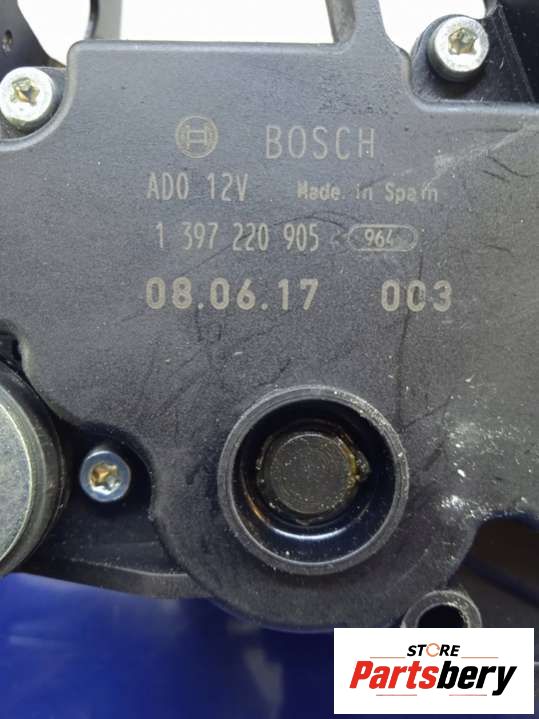 BOSCH
ADO 12V Made in Spain
1 397 220 905 < 964
08.06.17 003
STORE
Partsbery